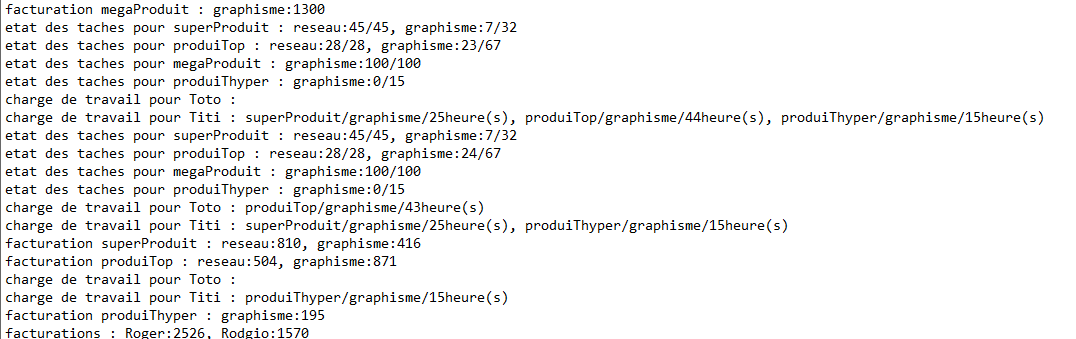 facturation megaProduit : graphisme:1300
etat des taches pour superProduit : reseau:45/45, graphisme:7/32
etat des taches pour produiTop : reseau:28/28, graphisme:23/67
etat des taches pour megaProduit : graphisme:100/100
etat des taches pour produiThyper : graphisme:0/15
charge de travail pour Toto :
charge de travail pour Titi : superProduit/graphisme/25heure(s), produiTop/graphisme/44heure(s), produiThyper/graphisme/15heure(s)
etat des taches pour superProduit : reseau:45/45, graphisme:7/32
etat des taches pour produiTop : reseau:28/28, graphisme:24/67
etat des taches pour megaProduit : graphisme:100/100
etat des taches pour produiThyper : graphisme:0/15
charge de travail pour Toto : produiTop/graphisme/43heure(s)
charge de travail pour Titi : superProduit/graphisme/25heure(s), produiThyper/graphisme/15heure(s)
facturation superProduit : reseau:810, graphisme:416
facturation produiTop : reseau:504, graphisme:871
charge de travail pour Toto :
charge de travail pour Titi : produiThyper/graphisme/15heure(s)
facturation produiThyper : graphisme:195
facturations : Roger:2526, Rodgio:1570